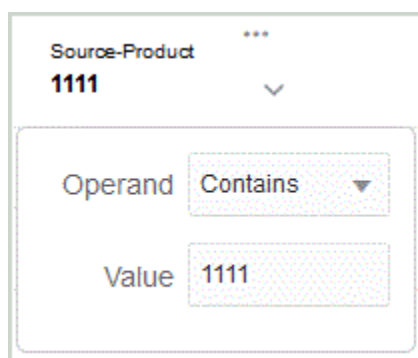 Source-Product
1111
Operand Contains
Value 1111